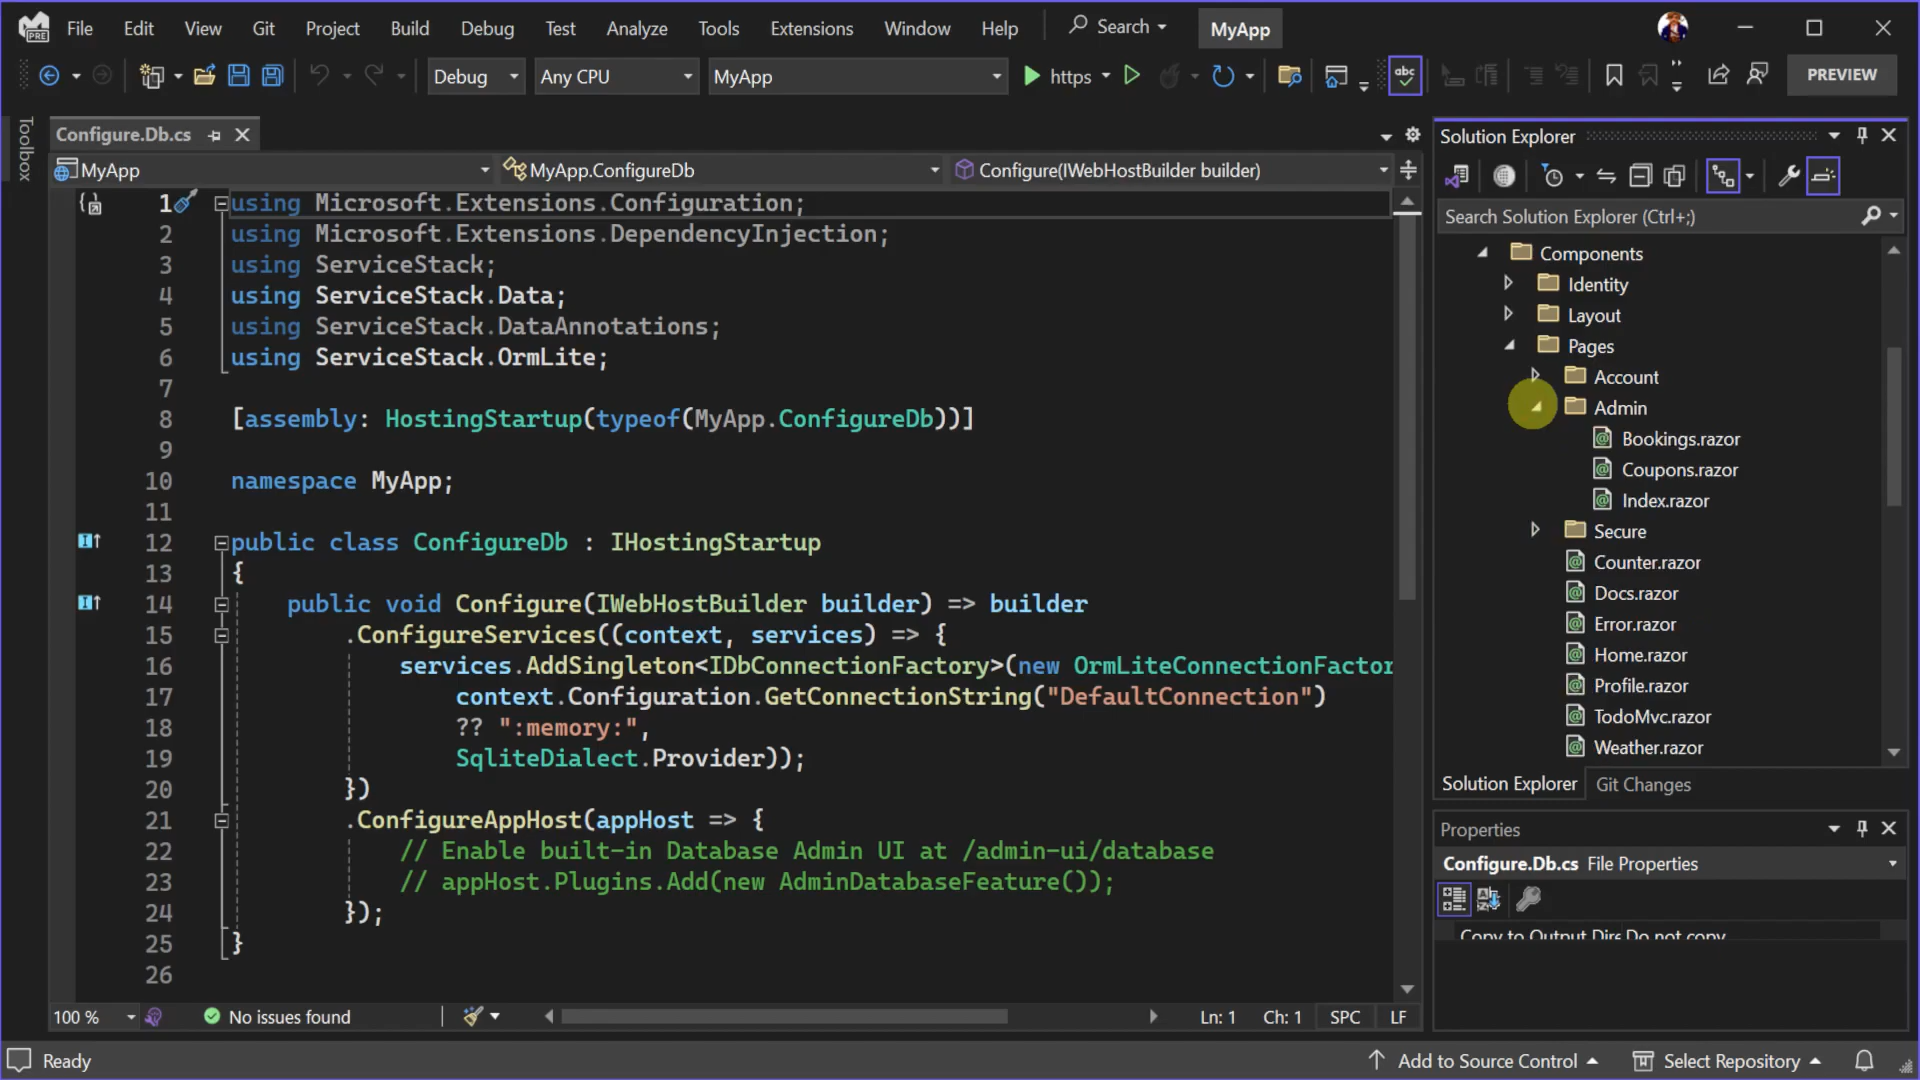 PRE File Edit View Git Project Build Debug Test Analyze Tools Extensions Window Help Search MyApp
Debug Any CPU MyApp https abc PREVIEW
Toolbox
Configure.Db.cs
MyApp MyApp.ConfigureDb Configure(IWebHostBuilder builder)
1 using Microsoft.Extensions.Configuration;
2 using Microsoft.Extensions.DependencyInjection;
3 using ServiceStack;
4 using ServiceStack.Data;
5 using ServiceStack.DataAnnotations;
6 using ServiceStack.OrmLite;
7
8 [assembly: HostingStartup(typeof(MyApp.ConfigureDb))]
9
10 namespace MyApp;
11
12 public class ConfigureDb : IHostingStartup
13 {
14 public void Configure(IWebHostBuilder builder) => builder
15 .ConfigureServices((context, services) => {
16 services.AddSingleton<IDbConnectionFactory>(new OrmLiteConnectionFactor
17 context.Configuration.GetConnectionString("DefaultConnection")
18 ?? ":memory:",
19 SqliteDialect.Provider));
20 })
21 .ConfigureAppHost(appHost => {
22 // Enable built-in Database Admin UI at /admin-ui/database
23 // appHost.Plugins.Add(new AdminDatabaseFeature());
24 });
25 }
26
100 % No issues found Ln: 1 Ch: 1 SPC LF
Solution Explorer
Search Solution Explorer (Ctrl+;)
Components
Identity
Layout
Pages
Account
Admin
Bookings.razor
Coupons.razor
Index.razor
Secure
Counter.razor
Docs.razor
Error.razor
Home.razor
Profile.razor
TodoMvc.razor
Weather.razor
Solution Explorer Git Changes
Properties
Configure.Db.cs File Properties
Copy to Output Dire Do not copy
Ready Add to Source Control Select Repository